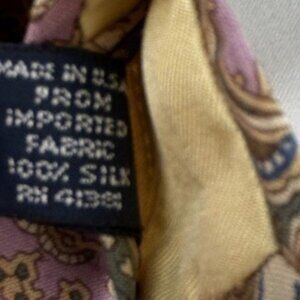 MADE IN U.S.A
FROM
IMPORTED
FABRIC
100% SILK
RN 41381